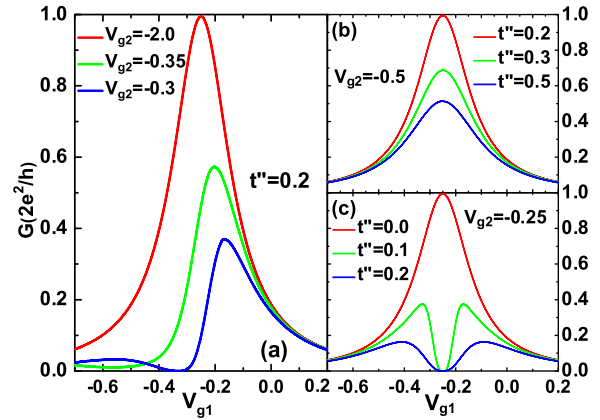 G(2e²/h)
1.0
0.8
0.6
0.4
0.2
0.0
V_g2=-2.0
V_g2=-0.35
V_g2=-0.3
t"=0.2
(a)
-0.6 -0.4 -0.2 0.0 0.2
V_g1
(b)
V_g2=-0.5
t"=0.2
t"=0.3
t"=0.5
1.0
0.8
0.6
0.4
0.2
(c)
V_g2=-0.25
t"=0.0
t"=0.1
t"=0.2
1.0
0.8
0.6
0.4
0.2
0.0
-0.6 -0.4 -0.2 0.0 0.2
V_g1